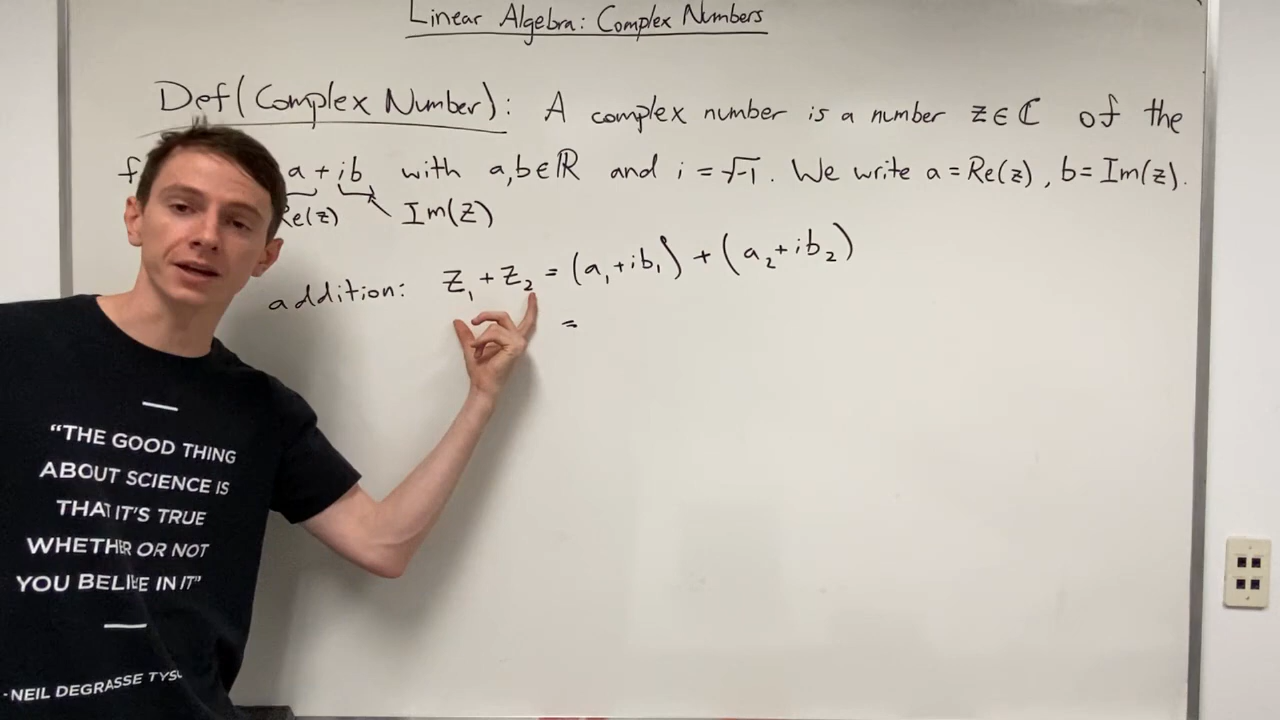 Linear Algebra: Complex Numbers
Def(Complex Number): A complex number is a number z∈ℂ of the
f a + ib with a,b∈ℝ and i = √-1. We write a = Re(z), b = Im(z).
Re(z) Im(z)
addition: z₁ + z₂ = (a₁+ib₁) + (a₂+ib₂)
=
"THE GOOD THING
ABOUT SCIENCE IS
THAT IT'S TRUE
WHETHER OR NOT
YOU BELIEVE IN IT"
-NEIL DEGRASSE TYS